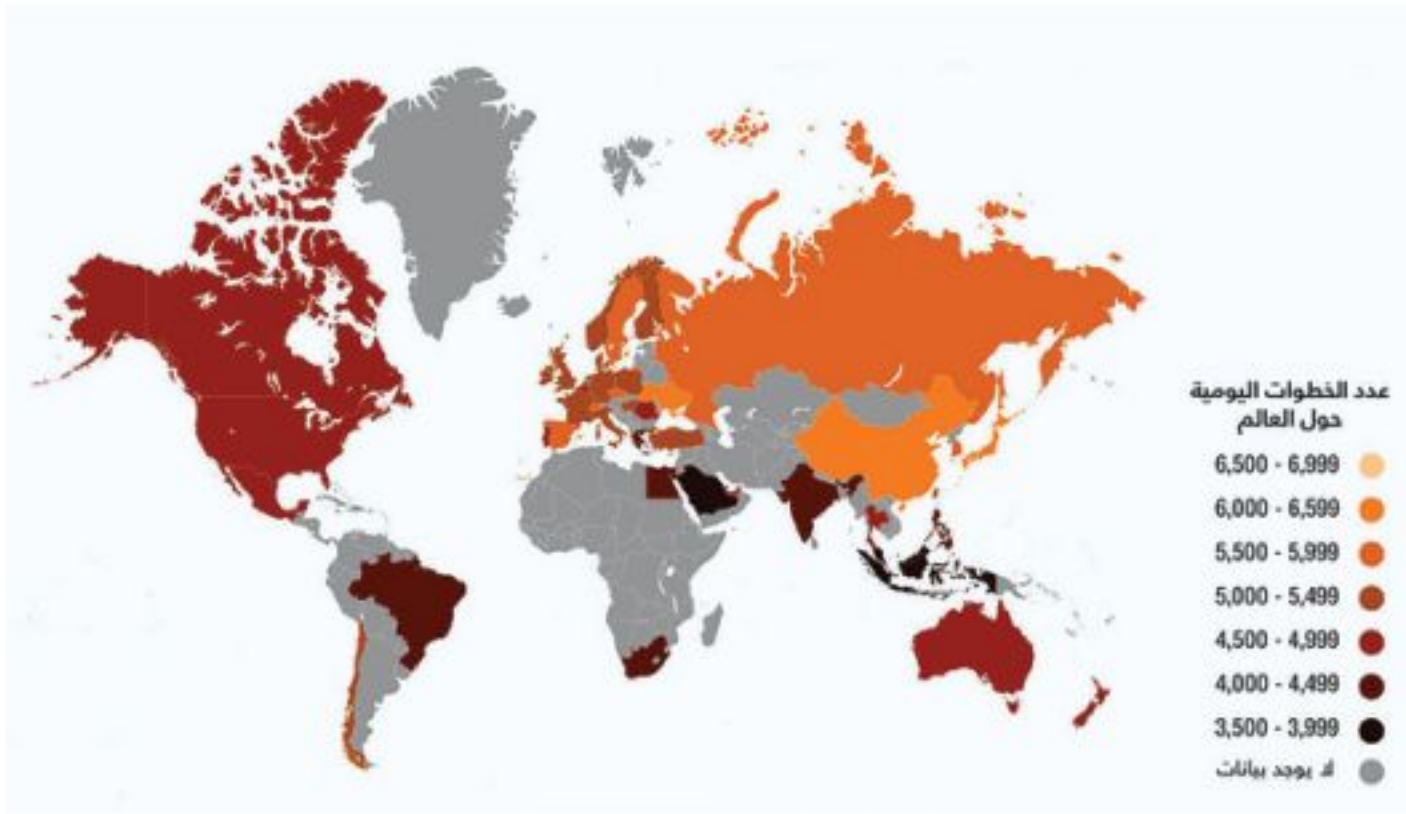 عدد الخطوات اليومية
حول العالم
6,500 - 6,999
6,000 - 6,599
5,500 - 5,999
5,000 - 5,499
4,500 - 4,999
4,000 - 4,499
3,500 - 3,999
لا يوجد بيانات